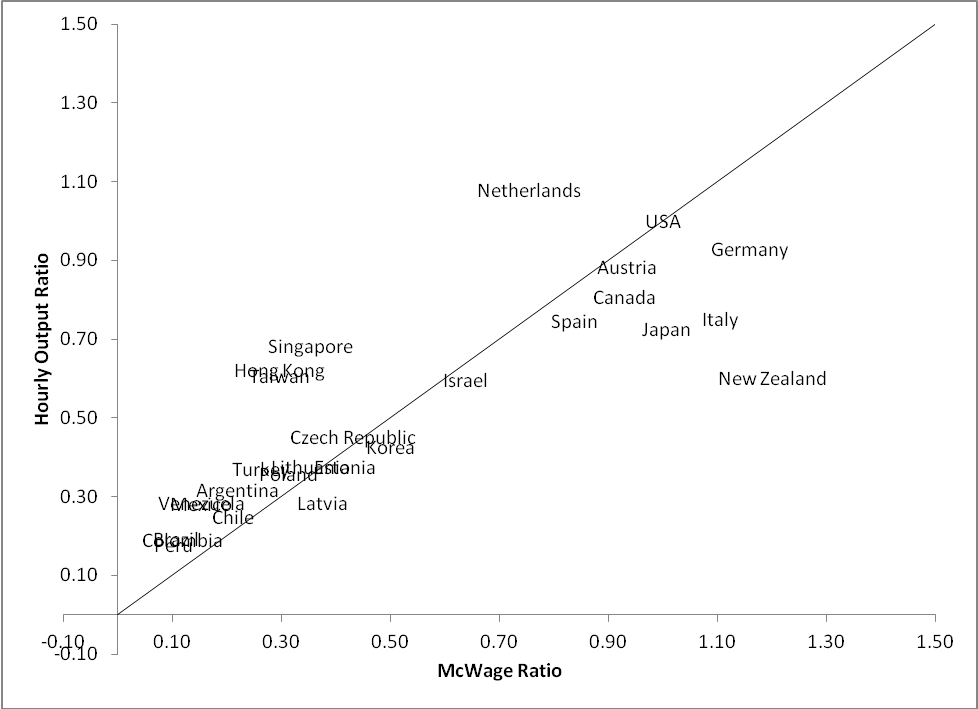 1.50
1.30
1.10
0.90
0.70
0.50
0.30
0.10
-0.10
Hourly Output Ratio
Netherlands
USA
Germany
Austria
Canada
Spain
Italy
Japan
Singapore
Hong Kong
Taiwan
Israel
New Zealand
Czech Republic
Korea
Turkey
Lithuania
Estonia
Poland
Argentina
Venezuela
Mexico
Latvia
Chile
Colombia
Brazil
Peru
-0.10 0.10 0.30 0.50 0.70 0.90 1.10 1.30 1.50
McWage Ratio